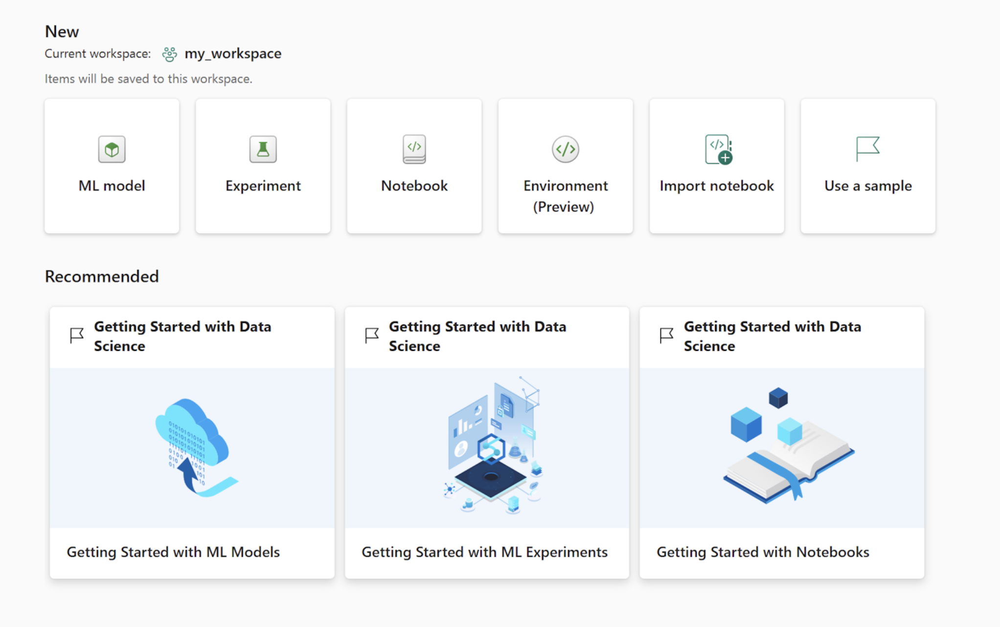 New
Current workspace: my_workspace
Items will be saved to this workspace.
ML model
Experiment
Notebook
Environment
(Preview)
Import notebook
Use a sample
Recommended
Getting Started with Data
Science
Getting Started with ML Models
Getting Started with Data
Science
Getting Started with ML Experiments
Getting Started with Data
Science
Getting Started with Notebooks